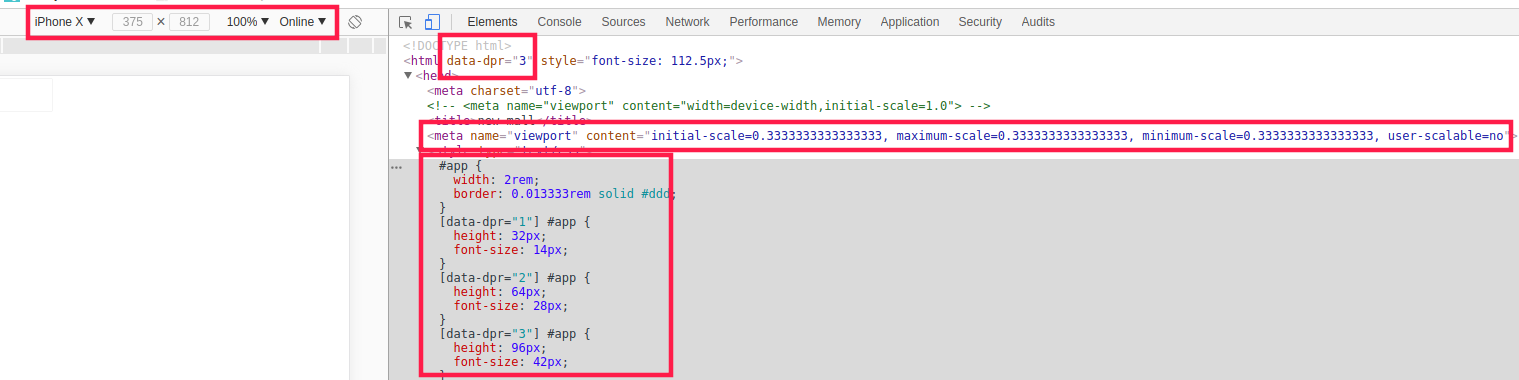 iPhone X ▼ 375 × 812 100% ▼ Online ▼
Elements Console Sources Network Performance Memory Application Security Audits
<!DOCTYPE html>
<html data-dpr="3" style="font-size: 112.5px;">
▼<head>
<meta charset="utf-8">
<!-- <meta name="viewport" content="width=device-width,initial-scale=1.0"> -->
<title>new-mall</title>
<meta name="viewport" content="initial-scale=0.3333333333333333, maximum-scale=0.3333333333333333, minimum-scale=0.3333333333333333, user-scalable=no">
#app {
width: 2rem;
border: 0.013333rem solid #ddd;
}
[data-dpr="1"] #app {
height: 32px;
font-size: 14px;
}
[data-dpr="2"] #app {
height: 64px;
font-size: 28px;
}
[data-dpr="3"] #app {
height: 96px;
font-size: 42px;
}